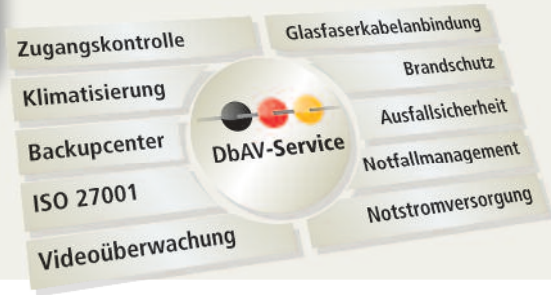 Zugangskontrolle
Klimatisierung
Backupcenter
ISO 27001
Videoüberwachung
DbAV-Service
Glasfaserkabelanbindung
Brandschutz
Ausfallsicherheit
Notfallmanagement
Notstromversorgung